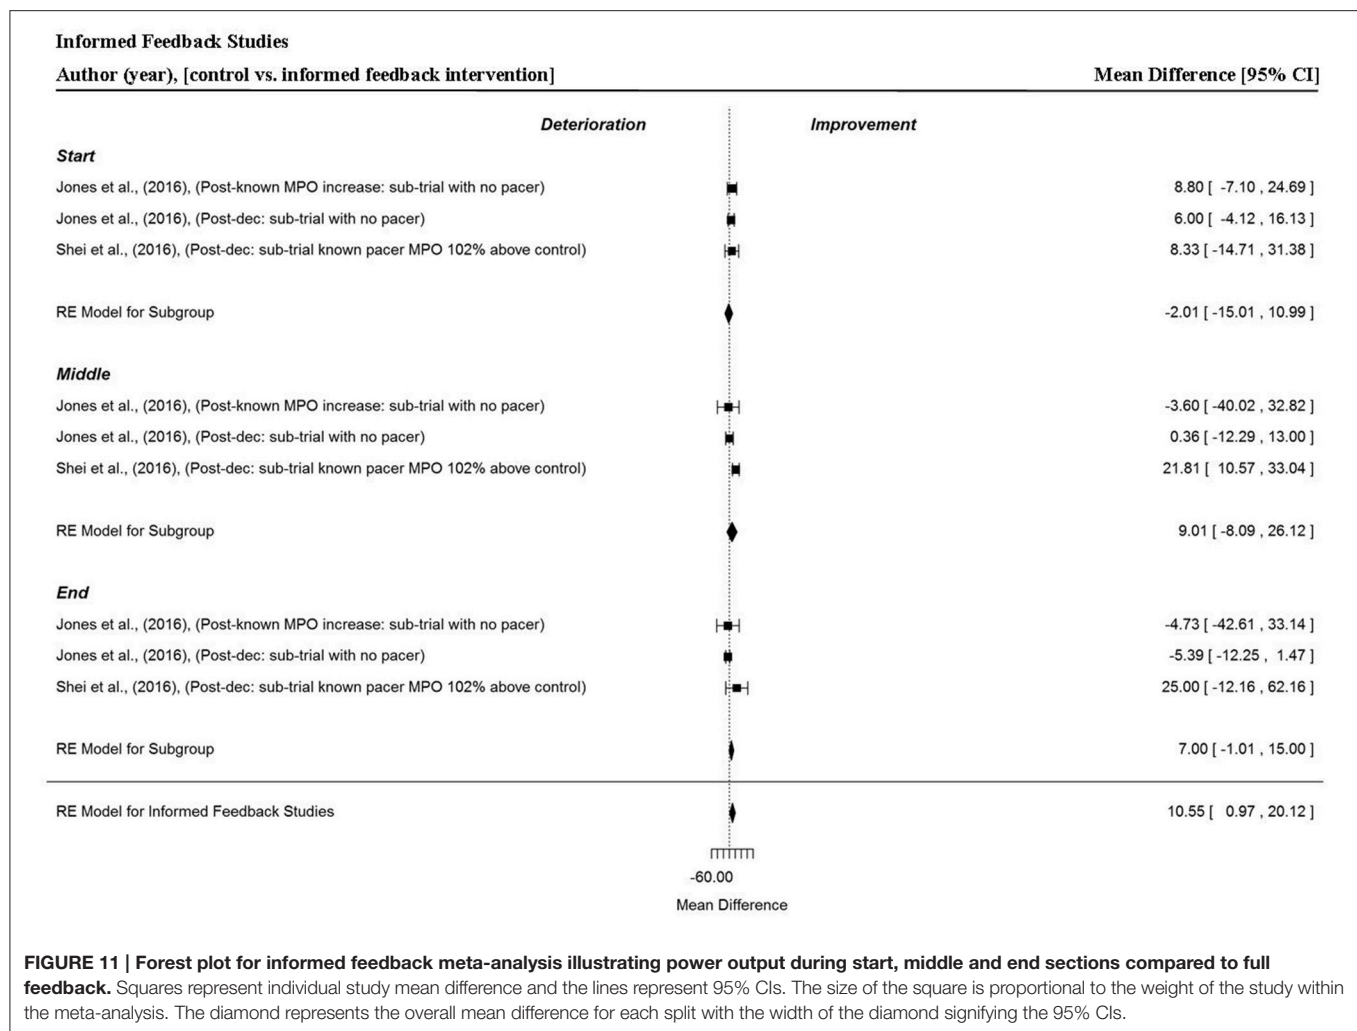 Informed Feedback Studies
Author (year), [control vs. informed feedback intervention] Mean Difference [95% CI]
Deterioration Improvement
Start
Jones et al., (2016), (Post-known MPO increase: sub-trial with no pacer) 8.80 [ -7.10 , 24.69 ]
Jones et al., (2016), (Post-dec: sub-trial with no pacer) 6.00 [ -4.12 , 16.13 ]
Shei et al., (2016), (Post-dec: sub-trial known pacer MPO 102% above control) 8.33 [ -14.71 , 31.38 ]
RE Model for Subgroup -2.01 [ -15.01 , 10.99 ]
Middle
Jones et al., (2016), (Post-known MPO increase: sub-trial with no pacer) -3.60 [ -40.02 , 32.82 ]
Jones et al., (2016), (Post-dec: sub-trial with no pacer) 0.36 [ -12.29 , 13.00 ]
Shei et al., (2016), (Post-dec: sub-trial known pacer MPO 102% above control) 21.81 [ 10.57 , 33.04 ]
RE Model for Subgroup 9.01 [ -8.09 , 26.12 ]
End
Jones et al., (2016), (Post-known MPO increase: sub-trial with no pacer) -4.73 [ -42.61 , 33.14 ]
Jones et al., (2016), (Post-dec: sub-trial with no pacer) -5.39 [ -12.25 , 1.47 ]
Shei et al., (2016), (Post-dec: sub-trial known pacer MPO 102% above control) 25.00 [ -12.16 , 62.16 ]
RE Model for Subgroup 7.00 [ -1.01 , 15.00 ]
RE Model for Informed Feedback Studies 10.55 [ 0.97 , 20.12 ]
-60.00
Mean Difference
FIGURE 11 | Forest plot for informed feedback meta-analysis illustrating power output during start, middle and end sections compared to full
feedback. Squares represent individual study mean difference and the lines represent 95% CIs. The size of the square is proportional to the weight of the study within
the meta-analysis. The diamond represents the overall mean difference for each split with the width of the diamond signifying the 95% CIs.